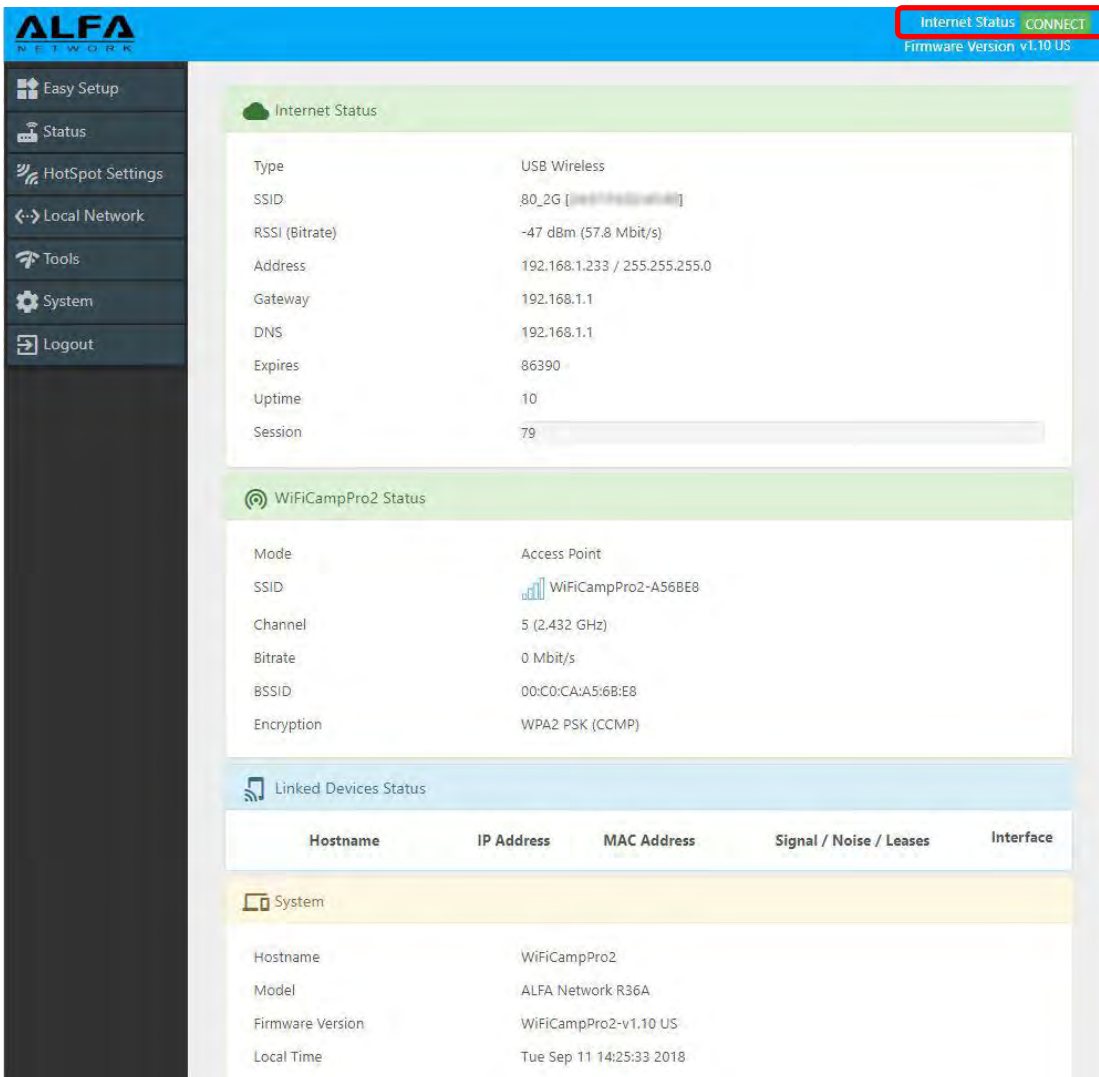 ALFA
NETWORK
Internet Status CONNECT
Firmware Version v1.10 US
Easy Setup
Status
HotSpot Settings
Local Network
Tools
System
Logout
Internet Status
Type USB Wireless
SSID 80_2G [ ]
RSSI (Bitrate) -47 dBm (57.8 Mbit/s)
Address 192.168.1.233 / 255.255.255.0
Gateway 192.168.1.1
DNS 192.168.1.1
Expires 86390
Uptime 10
Session 79
WiFiCampPro2 Status
Mode Access Point
SSID WiFiCampPro2-A56BE8
Channel 5 (2.432 GHz)
Bitrate 0 Mbit/s
BSSID 00:C0:CA:A5:6B:E8
Encryption WPA2 PSK (CCMP)
Linked Devices Status
Hostname IP Address MAC Address Signal / Noise / Leases Interface
System
Hostname WiFiCampPro2
Model ALFA Network R36A
Firmware Version WiFiCampPro2-v1.10 US
Local Time Tue Sep 11 14:25:33 2018